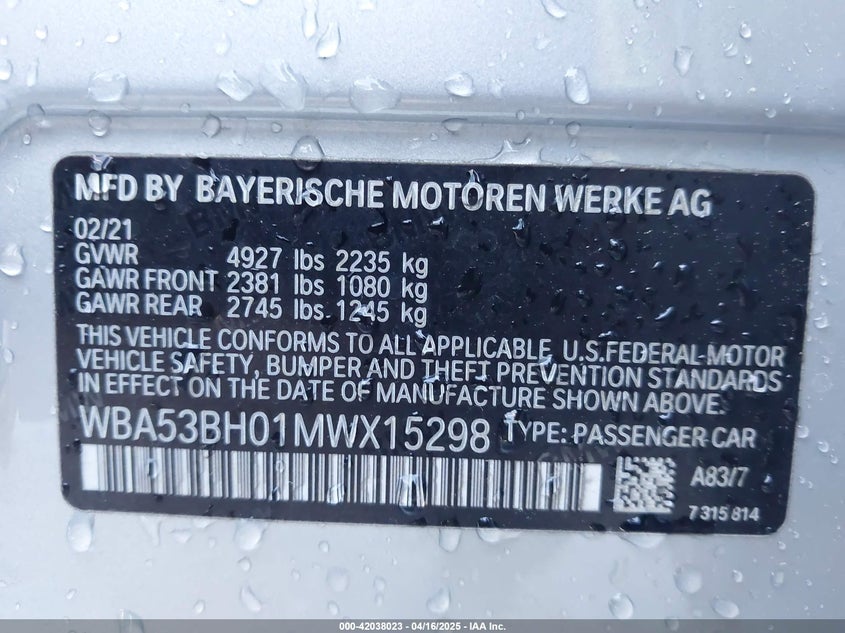 MFD BY BAYERISCHE MOTOREN WERKE AG
02/21
GVWR 4927 lbs 2235 kg
GAWR FRONT 2381 lbs 1080 kg
GAWR REAR 2745 lbs 1245 kg
THIS VEHICLE CONFORMS TO ALL APPLICABLE U.S.FEDERAL MOTOR
VEHICLE SAFETY, BUMPER AND THEFT PREVENTION STANDARDS
IN EFFECT ON THE DATE OF MANUFACTURE SHOWN ABOVE.
WBA53BH01MWX15298 TYPE: PASSENGER CAR
A83/7
7 315 814
000-42038023 - 04/16/2025 - IAA Inc.